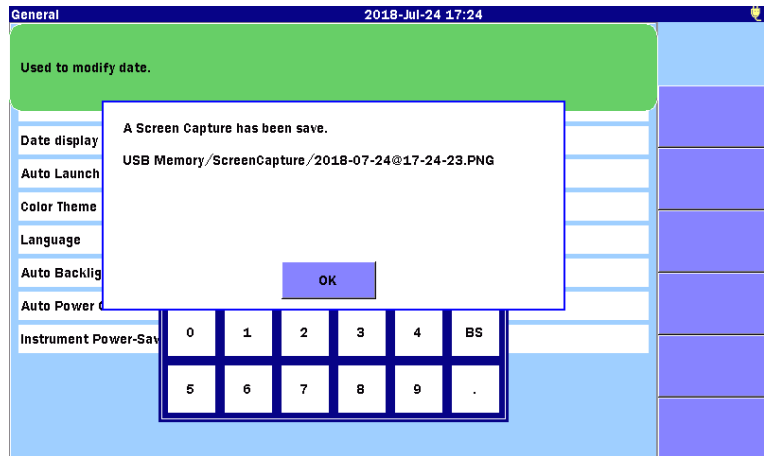 General 2018-Jul-24 17:24
Used to modify date.
A Screen Capture has been save.
USB Memory/ScreenCapture/2018-07-24@17-24-23.PNG
OK
Date display
Auto Launch
Color Theme
Language
Auto Backlig
Auto Power
Instrument Power-Sav
0 1 2 3 4 BS
5 6 7 8 9 .